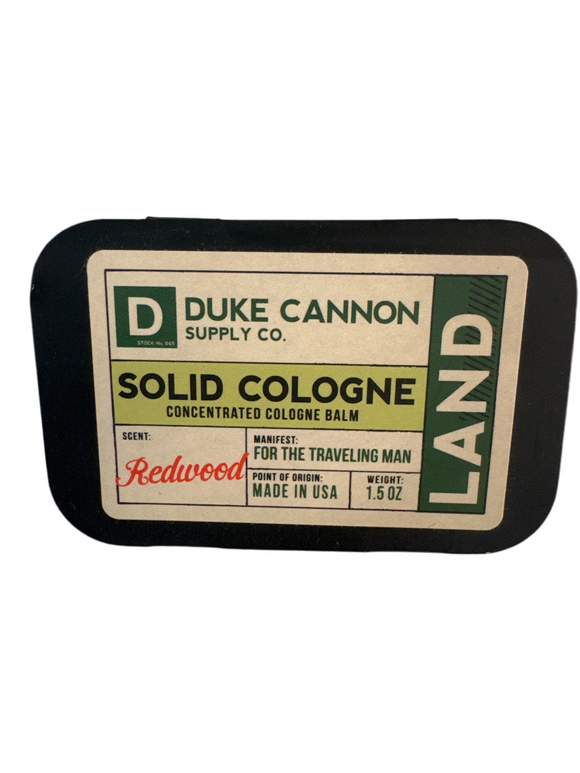 D
STOCK No. 865
DUKE CANNON
SUPPLY CO.
SOLID COLOGNE
CONCENTRATED COLOGNE BALM
SCENT:
Redwood
MANIFEST:
FOR THE TRAVELING MAN
POINT OF ORIGIN:
MADE IN USA
WEIGHT:
1.5 OZ
LAND